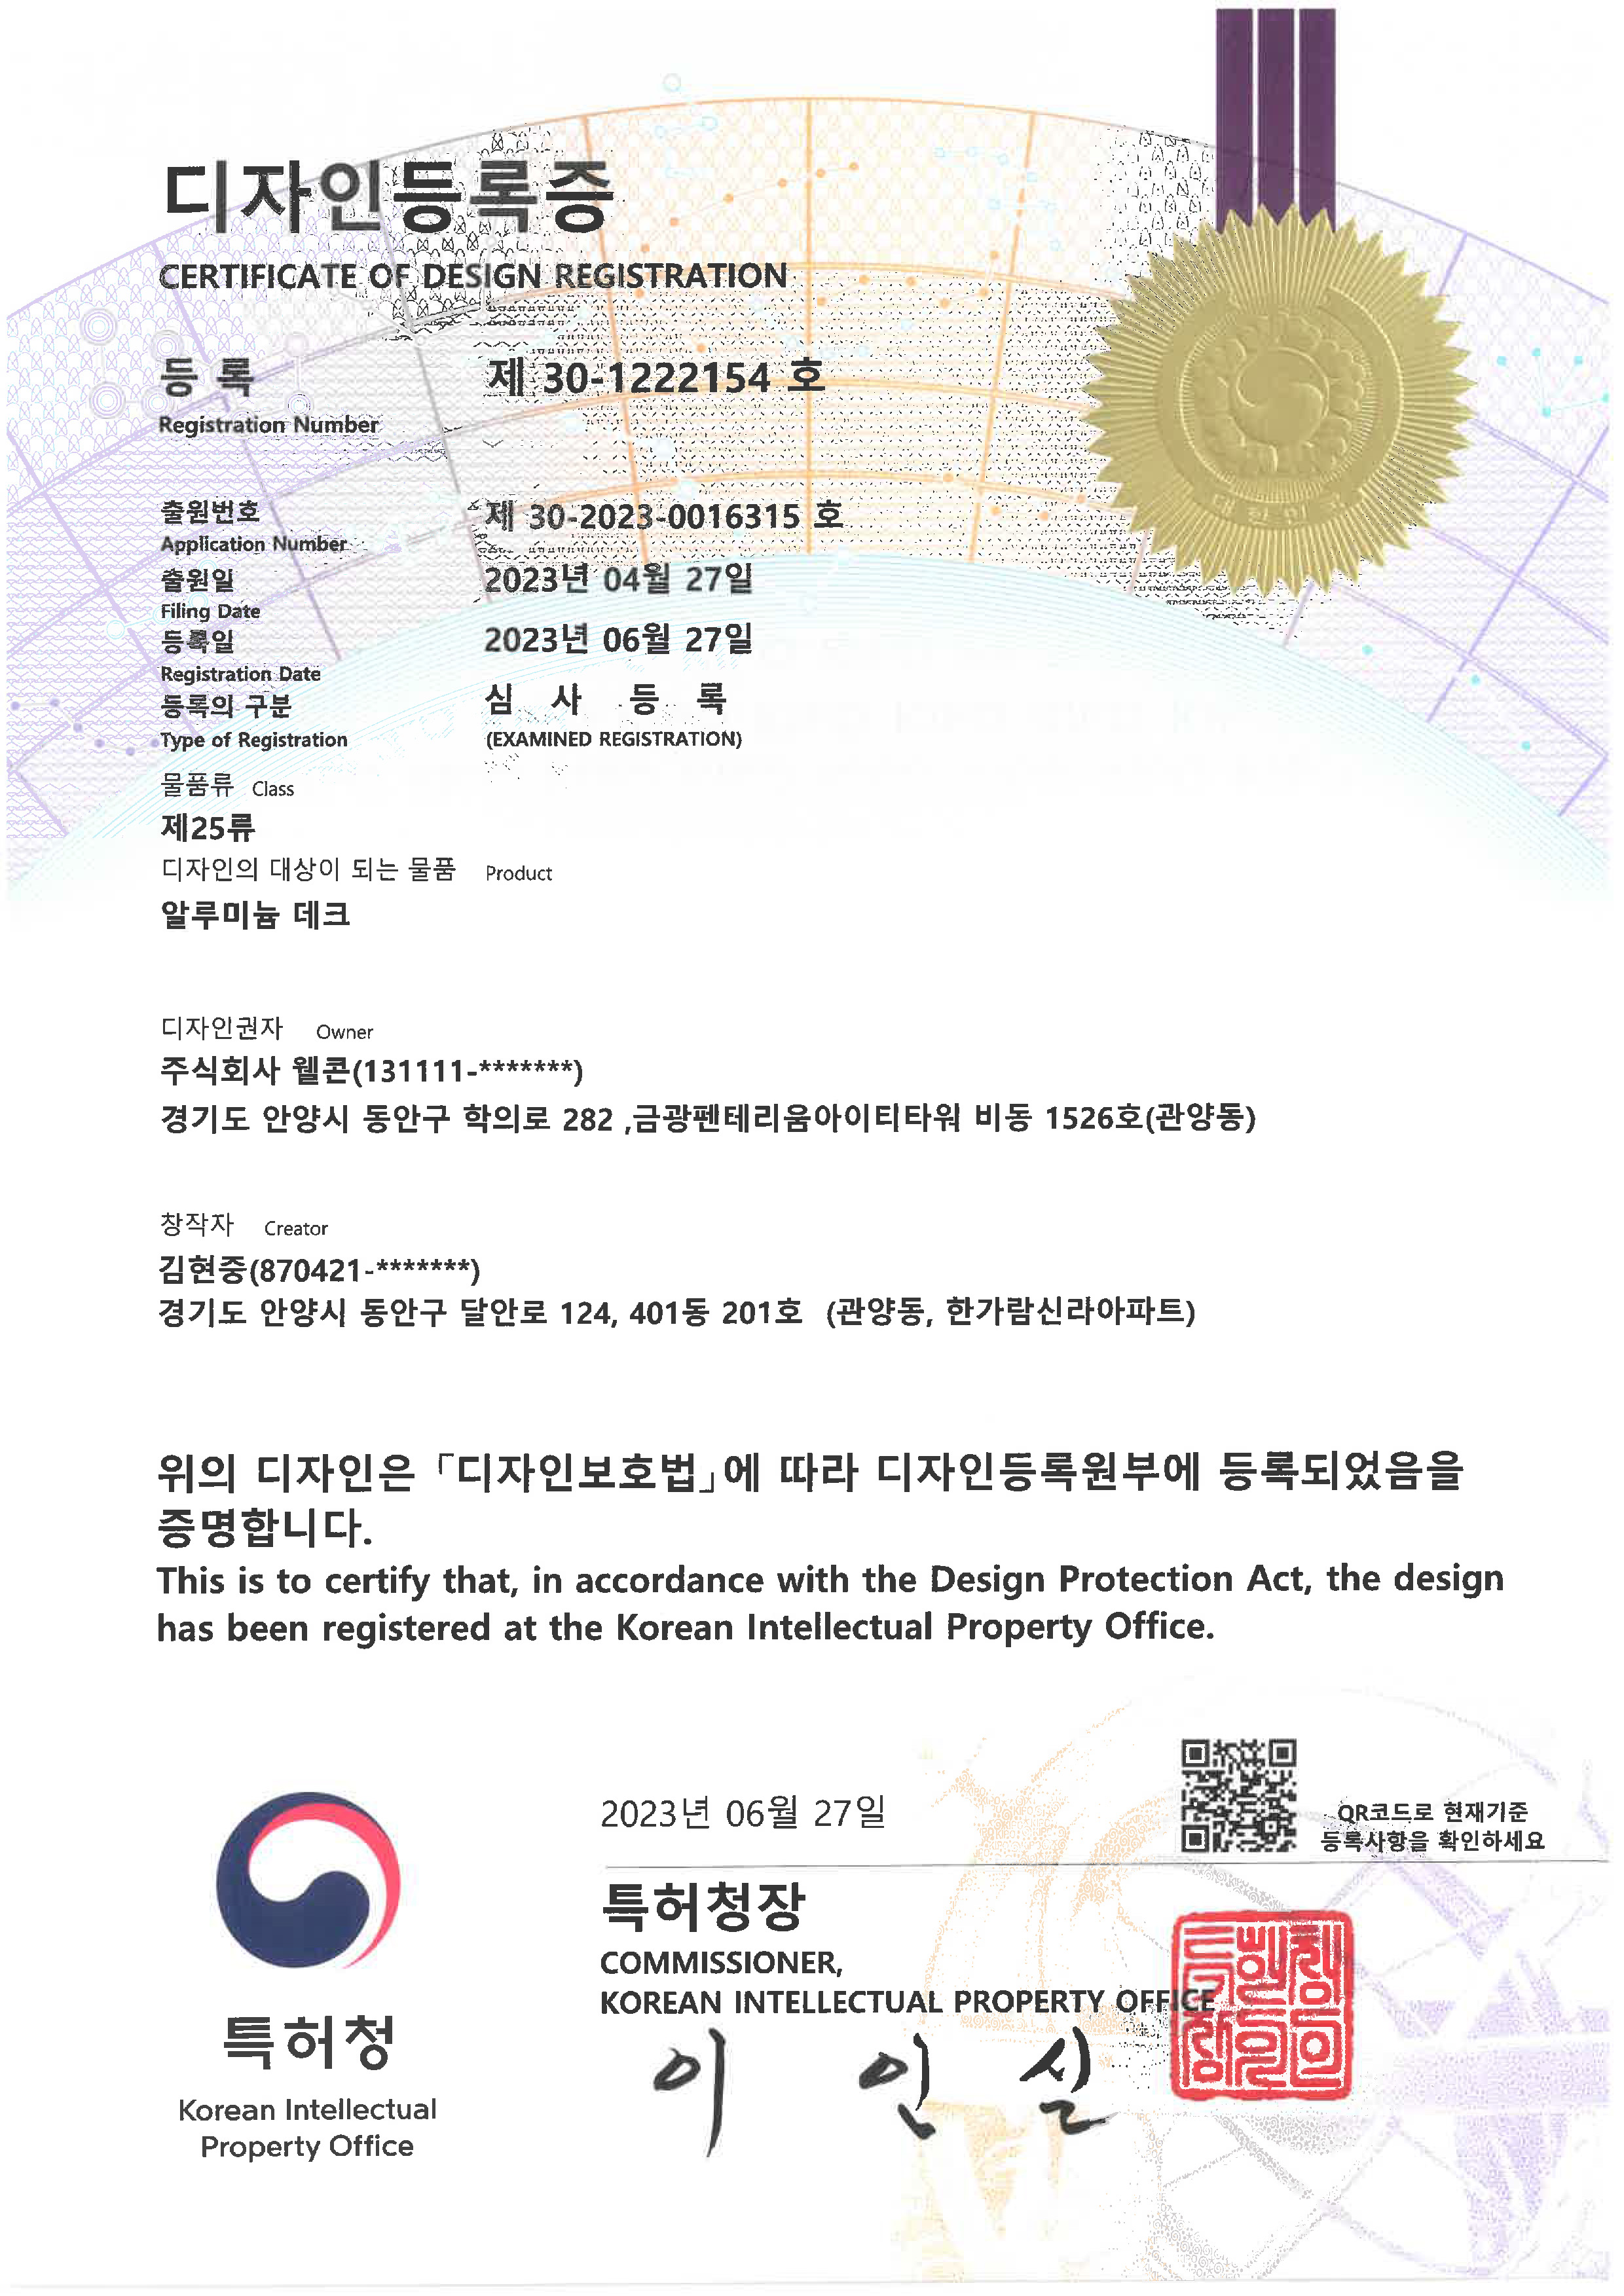 디자인등록증
CERTIFICATE OF DESIGN REGISTRATION
등 록 제 30-1222154 호
Registration Number
출원번호 제 30-2023-0016315 호
Application Number
출원일 2023년 04월 27일
Filing Date
등록일 2023년 06월 27일
Registration Date
등록의 구분 심 사 등 록
Type of Registration (EXAMINED REGISTRATION)
물품류 Class
제25류
디자인의 대상이 되는 물품 Product
알루미늄 데크
디자인권자 Owner
주식회사 웰콘(131111-*******)
경기도 안양시 동안구 학의로 282 ,금광펜테리움아이티타워 비동 1526호(관양동)
창작자 Creator
김현중(870421-*******)
경기도 안양시 동안구 달안로 124, 401동 201호 (관양동, 한가람신라아파트)
위의 디자인은 「디자인보호법」에 따라 디자인등록원부에 등록되었음을
증명합니다.
This is to certify that, in accordance with the Design Protection Act, the design
has been registered at the Korean Intellectual Property Office.
2023년 06월 27일
QR코드로 현재기준
등록사항을 확인하세요
특허청장
COMMISSIONER,
KOREAN INTELLECTUAL PROPERTY OFFICE
이 인 실
특허청
Korean Intellectual
Property Office